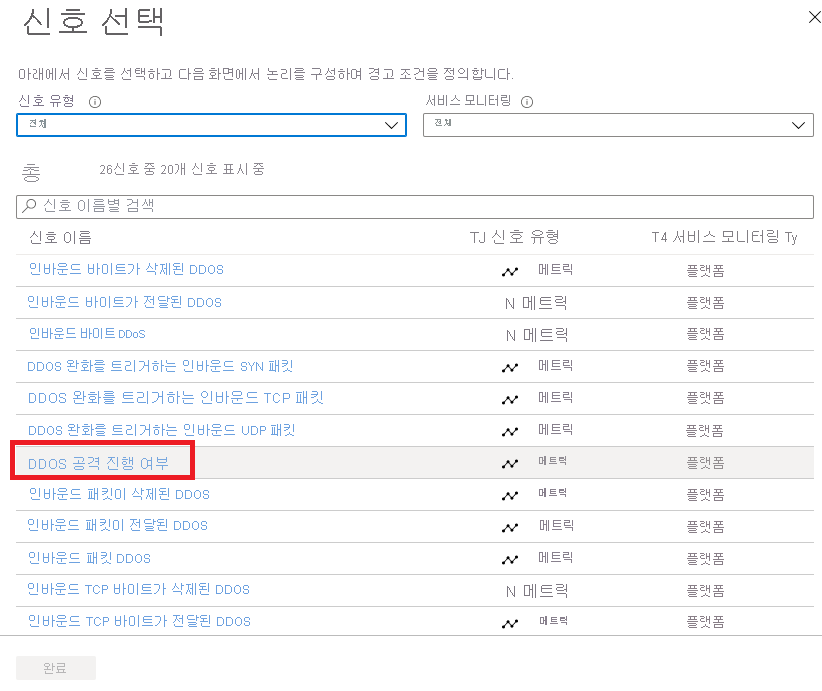 신호 선택
아래에서 신호를 선택하고 다음 화면에서 논리를 구성하여 경고 조건을 정의합니다.
신호 유형 서비스 모니터링
전체 전체
총 26신호 중 20개 신호 표시 중
신호 이름별 검색
신호 이름 TJ 신호 유형 T4 서비스 모니터링 Ty
인바운드 바이트가 삭제된 DDOS 메트릭 플랫폼
인바운드 바이트가 전달된 DDOS N 메트릭 플랫폼
인바운드 바이트 DDoS N 메트릭 플랫폼
DDOS 완화를 트리거하는 인바운드 SYN 패킷 메트릭 플랫폼
DDOS 완화를 트리거하는 인바운드 TCP 패킷 메트릭 플랫폼
DDOS 완화를 트리거하는 인바운드 UDP 패킷 메트릭 플랫폼
DDOS 공격 진행 여부 메트릭 플랫폼
인바운드 패킷이 삭제된 DDOS 메트릭 플랫폼
인바운드 패킷이 전달된 DDOS 메트릭 플랫폼
인바운드 패킷 DDOS 메트릭 플랫폼
인바운드 TCP 바이트가 삭제된 DDOS N 메트릭 플랫폼
인바운드 TCP 바이트가 전달된 DDOS 메트릭 플랫폼
완료